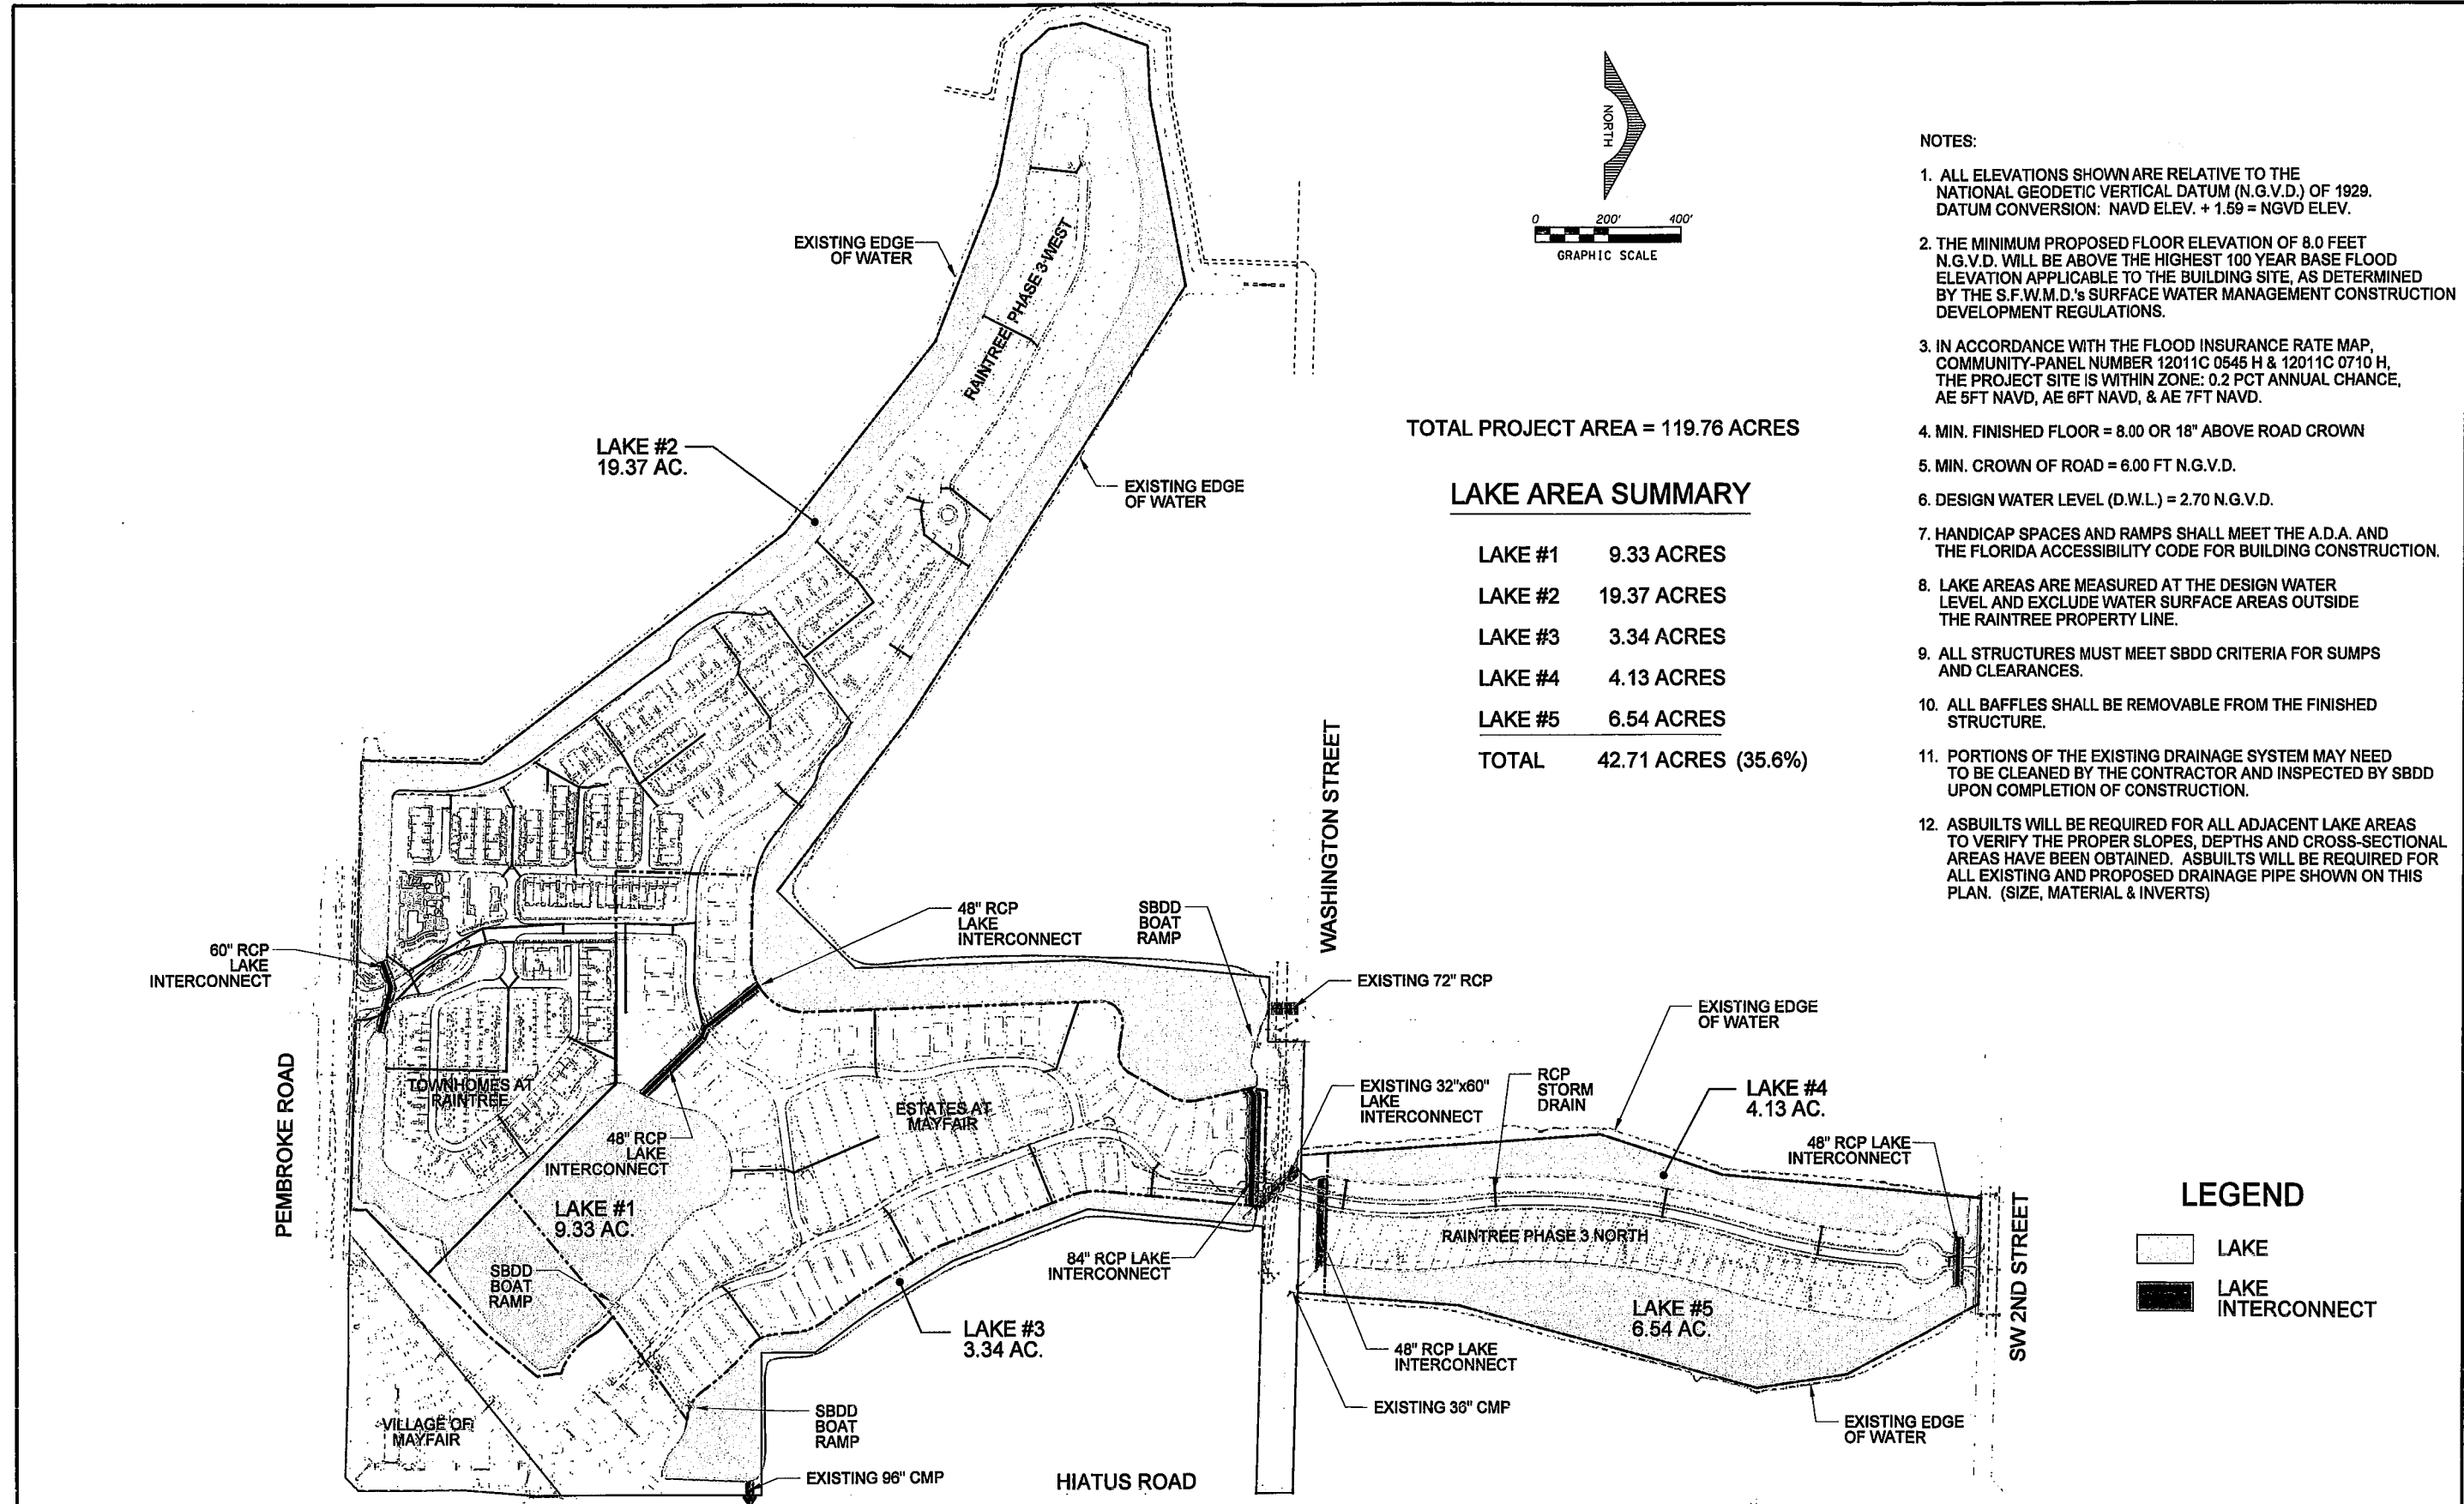 EXISTING EDGE
OF WATER
RAINTREE PHASE 3-WEST
LAKE #2
19.37 AC.
EXISTING EDGE
OF WATER
NORTH
0 200' 400'
GRAPHIC SCALE
TOTAL PROJECT AREA = 119.76 ACRES
LAKE AREA SUMMARY
LAKE #1 9.33 ACRES
LAKE #2 19.37 ACRES
LAKE #3 3.34 ACRES
LAKE #4 4.13 ACRES
LAKE #5 6.54 ACRES
TOTAL 42.71 ACRES (35.6%)
NOTES:
1. ALL ELEVATIONS SHOWN ARE RELATIVE TO THE
NATIONAL GEODETIC VERTICAL DATUM (N.G.V.D.) OF 1929.
DATUM CONVERSION: NAVD ELEV. + 1.59 = NGVD ELEV.
2. THE MINIMUM PROPOSED FLOOR ELEVATION OF 8.0 FEET
N.G.V.D. WILL BE ABOVE THE HIGHEST 100 YEAR BASE FLOOD
ELEVATION APPLICABLE TO THE BUILDING SITE, AS DETERMINED
BY THE S.F.W.M.D.'s SURFACE WATER MANAGEMENT CONSTRUCTION
DEVELOPMENT REGULATIONS.
3. IN ACCORDANCE WITH THE FLOOD INSURANCE RATE MAP,
COMMUNITY-PANEL NUMBER 12011C 0545 H & 12011C 0710 H,
THE PROJECT SITE IS WITHIN ZONE: 0.2 PCT ANNUAL CHANCE,
AE 5FT NAVD, AE 6FT NAVD, & AE 7FT NAVD.
4. MIN. FINISHED FLOOR = 8.00 OR 18" ABOVE ROAD CROWN
5. MIN. CROWN OF ROAD = 6.00 FT N.G.V.D.
6. DESIGN WATER LEVEL (D.W.L.) = 2.70 N.G.V.D.
7. HANDICAP SPACES AND RAMPS SHALL MEET THE A.D.A. AND
THE FLORIDA ACCESSIBILITY CODE FOR BUILDING CONSTRUCTION.
8. LAKE AREAS ARE MEASURED AT THE DESIGN WATER
LEVEL AND EXCLUDE WATER SURFACE AREAS OUTSIDE
THE RAINTREE PROPERTY LINE.
9. ALL STRUCTURES MUST MEET SBDD CRITERIA FOR SUMPS
AND CLEARANCES.
10. ALL BAFFLES SHALL BE REMOVABLE FROM THE FINISHED
STRUCTURE.
11. PORTIONS OF THE EXISTING DRAINAGE SYSTEM MAY NEED
TO BE CLEANED BY THE CONTRACTOR AND INSPECTED BY SBDD
UPON COMPLETION OF CONSTRUCTION.
12. ASBUILTS WILL BE REQUIRED FOR ALL ADJACENT LAKE AREAS
TO VERIFY THE PROPER SLOPES, DEPTHS AND CROSS-SECTIONAL
AREAS HAVE BEEN OBTAINED. ASBUILTS WILL BE REQUIRED FOR
ALL EXISTING AND PROPOSED DRAINAGE PIPE SHOWN ON THIS
PLAN. (SIZE, MATERIAL & INVERTS)
60" RCP
LAKE
INTERCONNECT
48" RCP
LAKE
INTERCONNECT
SBDD
BOAT
RAMP
WASHINGTON STREET
EXISTING 72" RCP
EXISTING EDGE
OF WATER
PEMBROKE ROAD
TOWNHOMES AT
RAINTREE
48" RCP
LAKE
INTERCONNECT
ESTATES AT
MAYFAIR
EXISTING 32"x60"
LAKE
INTERCONNECT
RCP
STORM
DRAIN
LAKE #4
4.13 AC.
48" RCP LAKE
INTERCONNECT
LAKE #1
9.33 AC.
SBDD
BOAT
RAMP
84" RCP LAKE
INTERCONNECT
RAINTREE PHASE 3 NORTH
SW 2ND STREET
LAKE #3
3.34 AC.
LAKE #5
6.54 AC.
48" RCP LAKE
INTERCONNECT
EXISTING 36" CMP
EXISTING EDGE
OF WATER
VILLAGE OF
MAYFAIR
SBDD
BOAT
RAMP
EXISTING 96" CMP
HIATUS ROAD
LEGEND
LAKE
LAKE
INTERCONNECT